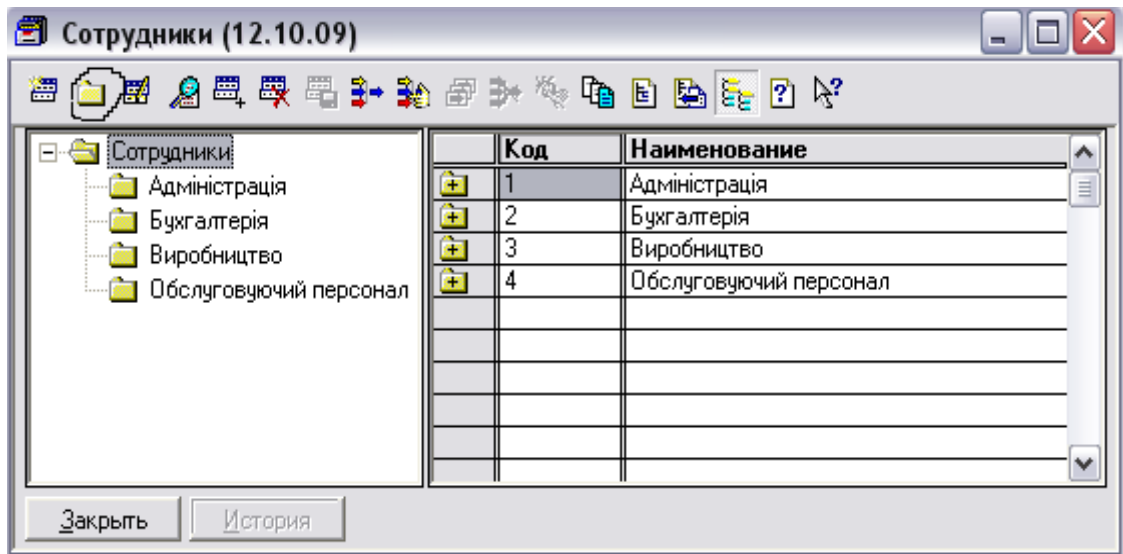 Сотрудники (12.10.09)
Сотрудники
Адміністрація
Бухгалтерія
Виробництво
Обслуговуючий персонал
Код Наименование
1 Адміністрація
2 Бухгалтерія
3 Виробництво
4 Обслуговуючий персонал
Закрыть История